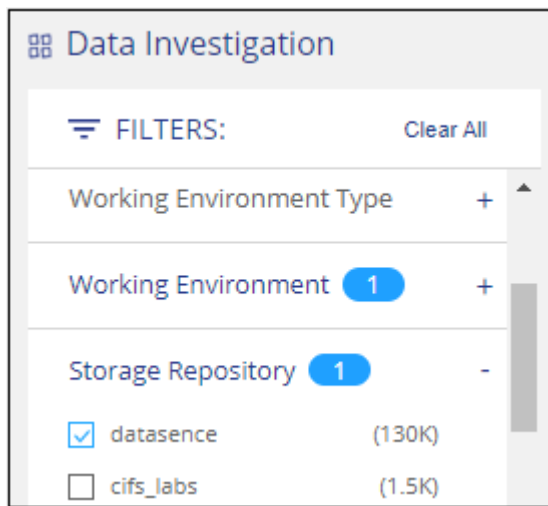 Data Investigation
FILTERS: Clear All
Working Environment Type +
Working Environment 1 +
Storage Repository 1 -
datasence (130K)
cifs_labs (1.5K)